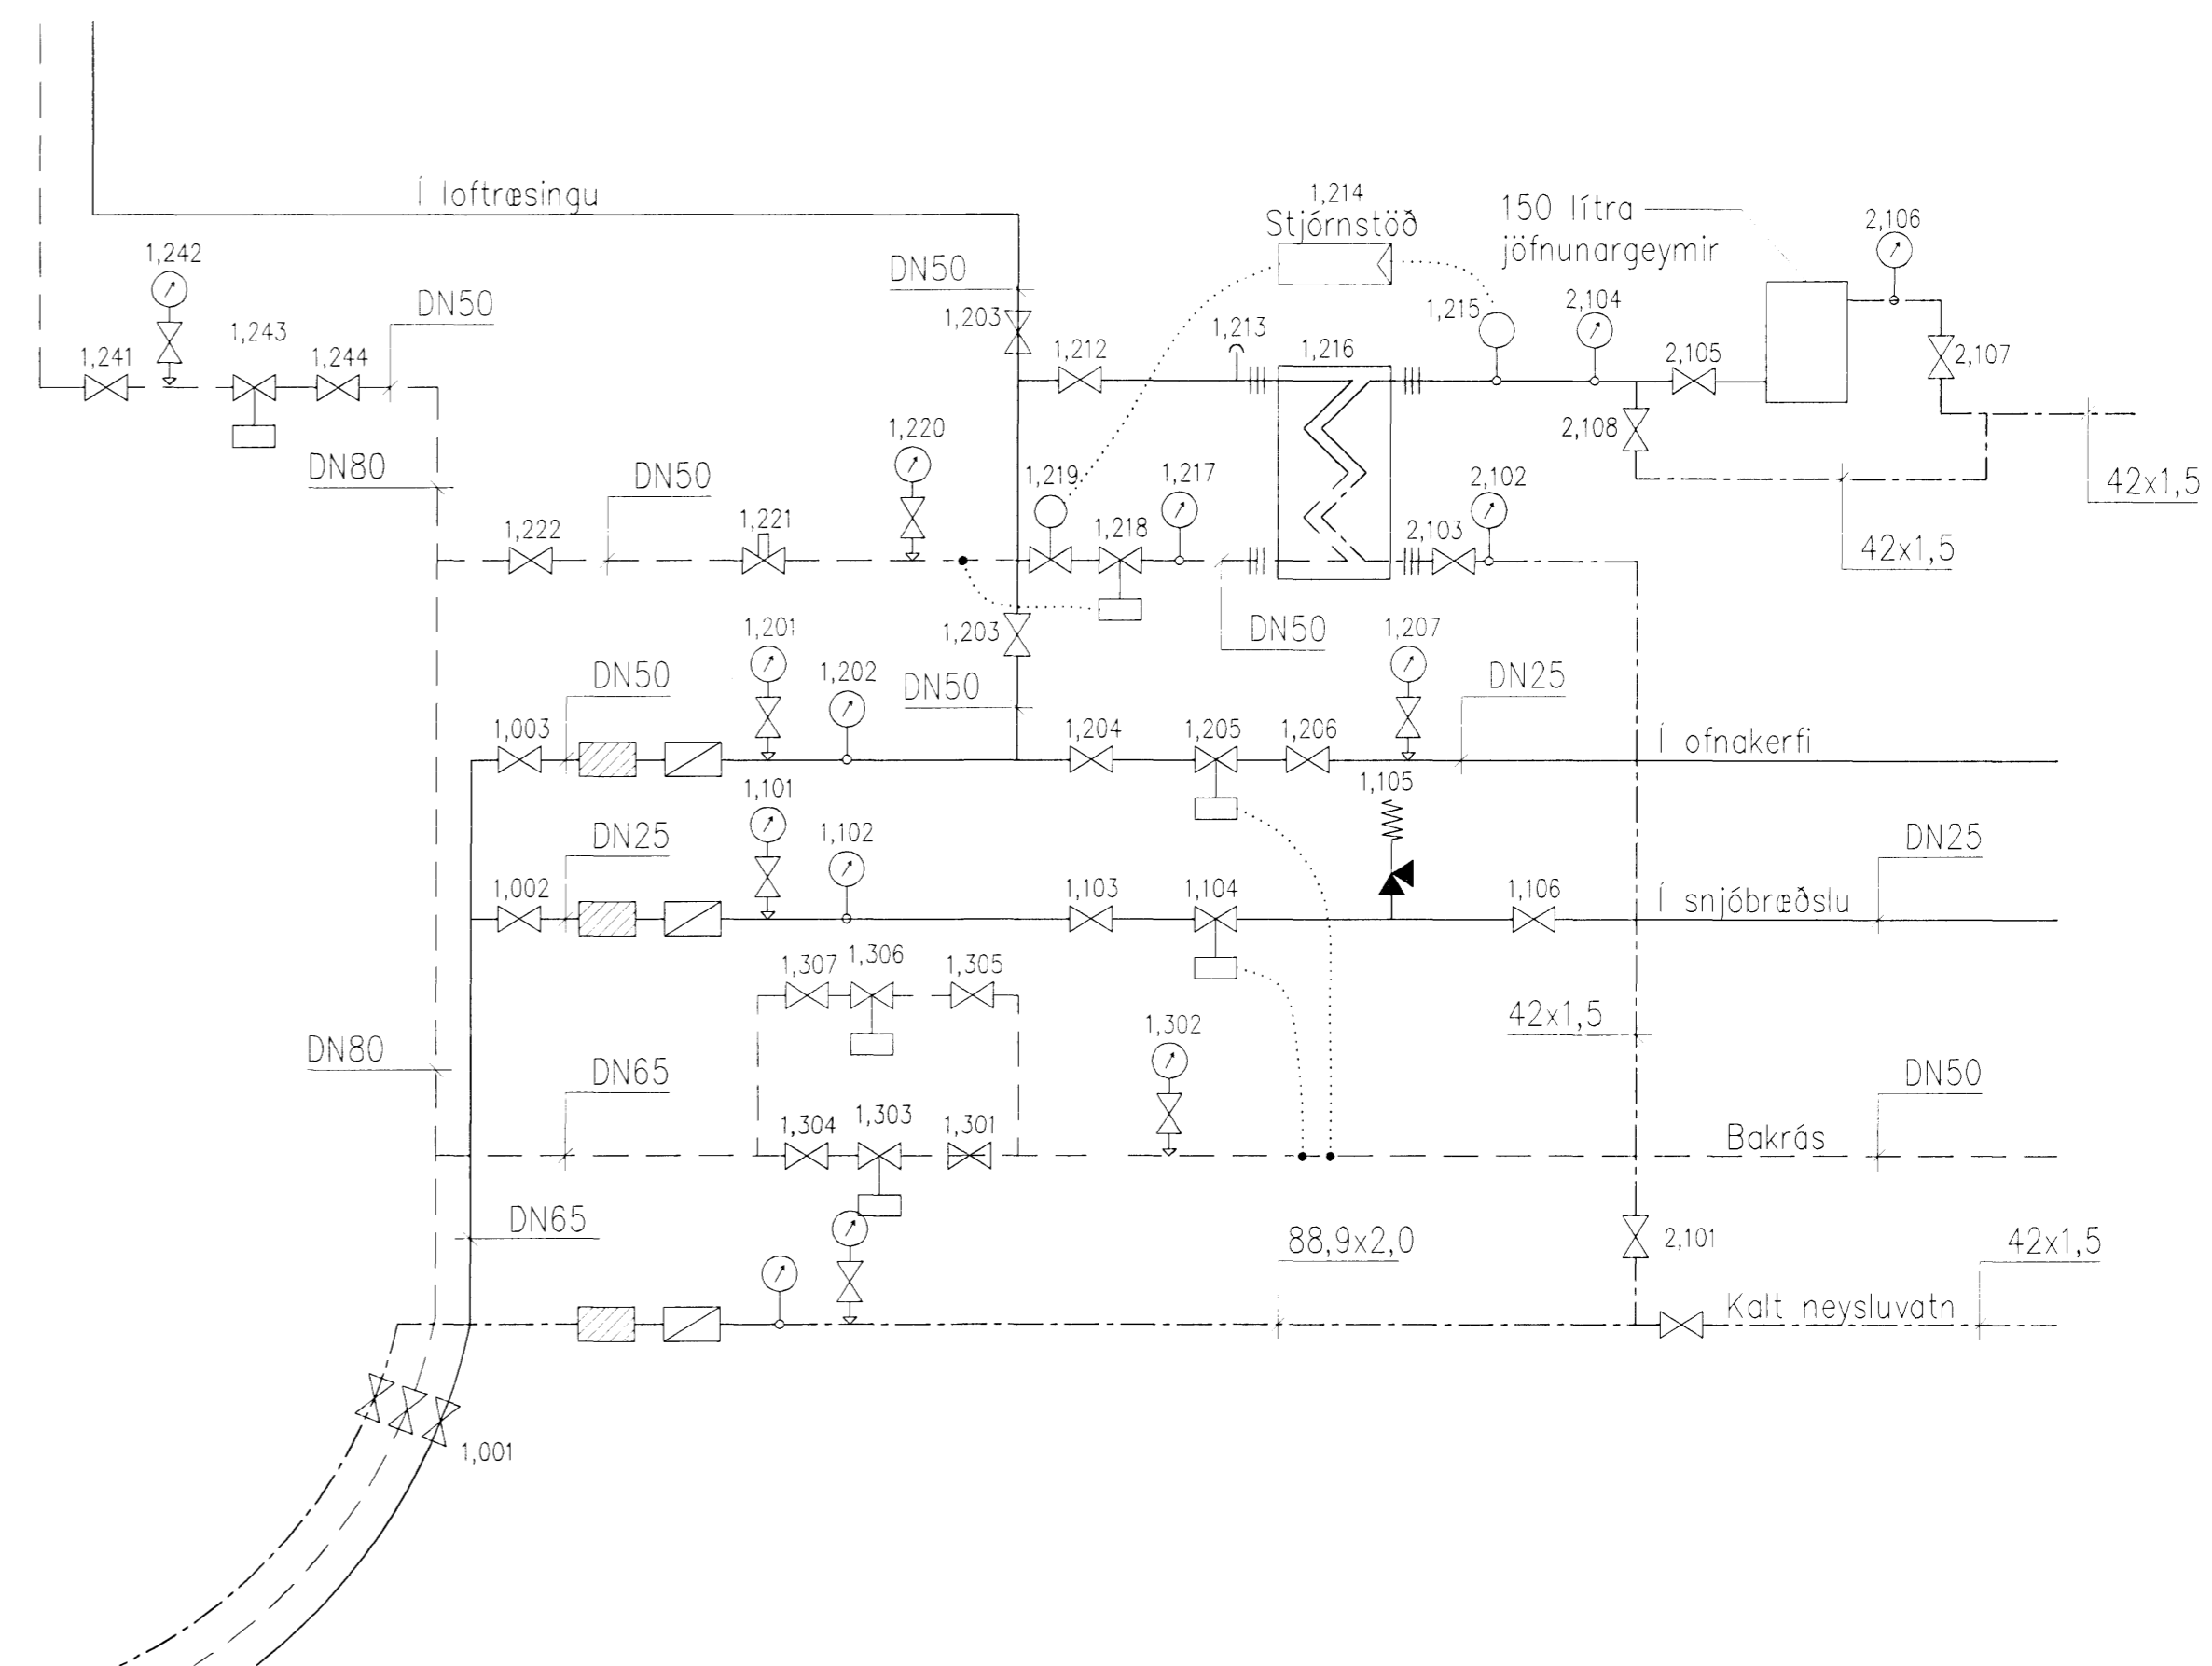 Í loftræsingu
1,214
Stjórnstöð
150 lítra
jöfnunargeymir
2,106
1,242
DN50
DN50
1,243
1,203
1,215
2,104
1,213
1,241
1,244
1,212
1,216
2,105
2,107
2,108
1,220
DN80
DN50
1,219
1,217
2,102
42x1,5
1,222
1,221
1,218
2,103
42x1,5
1,201
1,203
DN50
1,207
DN50
1,202
DN50
DN25
1,003
1,204
1,205
1,206
Í ofnakerfi
1,101
1,105
DN25
1,102
DN25
1,002
1,103
1,104
1,106
Í snjóbræðslu
1,307
1,306
1,305
42x1,5
1,302
DN80
DN65
DN50
1,304
1,303
1,301
Bakrás
DN65
88,9x2,0
2,101
42x1,5
Kalt neysluvatn
1,001